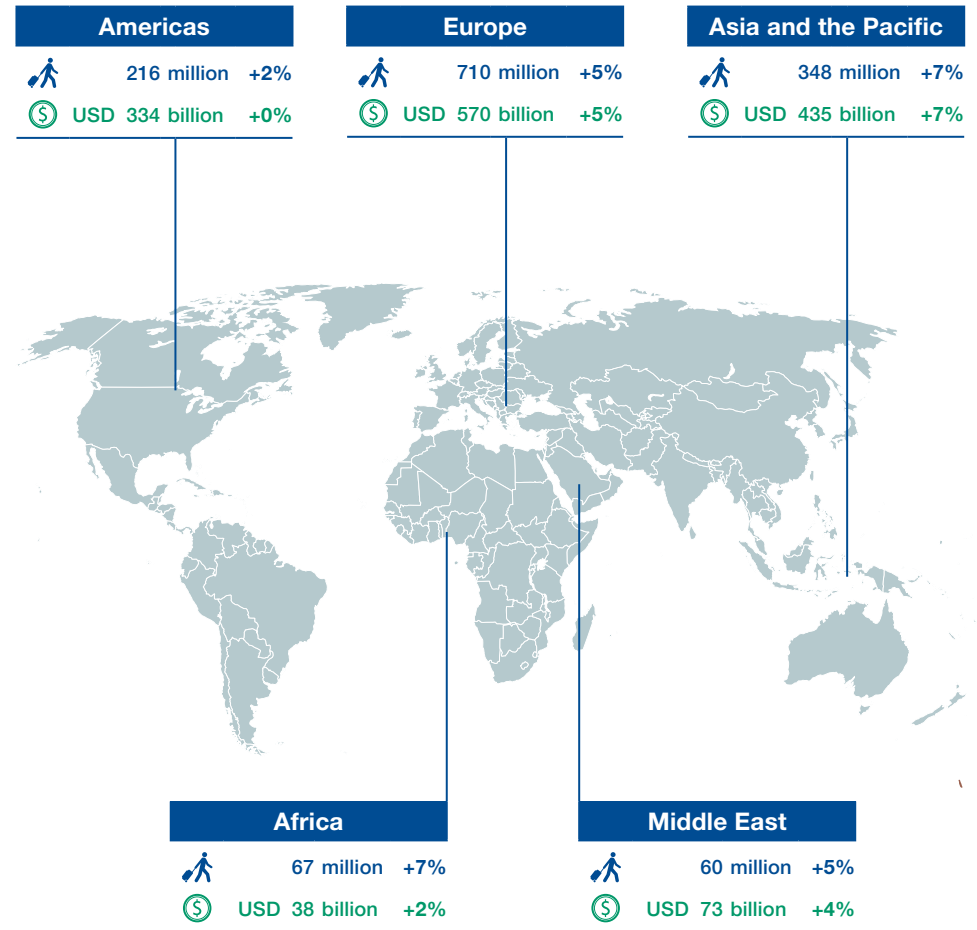 Americas
216 million +2%
$ USD 334 billion +0%
Europe
710 million +5%
$ USD 570 billion +5%
Asia and the Pacific
348 million +7%
$ USD 435 billion +7%
Africa
67 million +7%
$ USD 38 billion +2%
Middle East
60 million +5%
$ USD 73 billion +4%